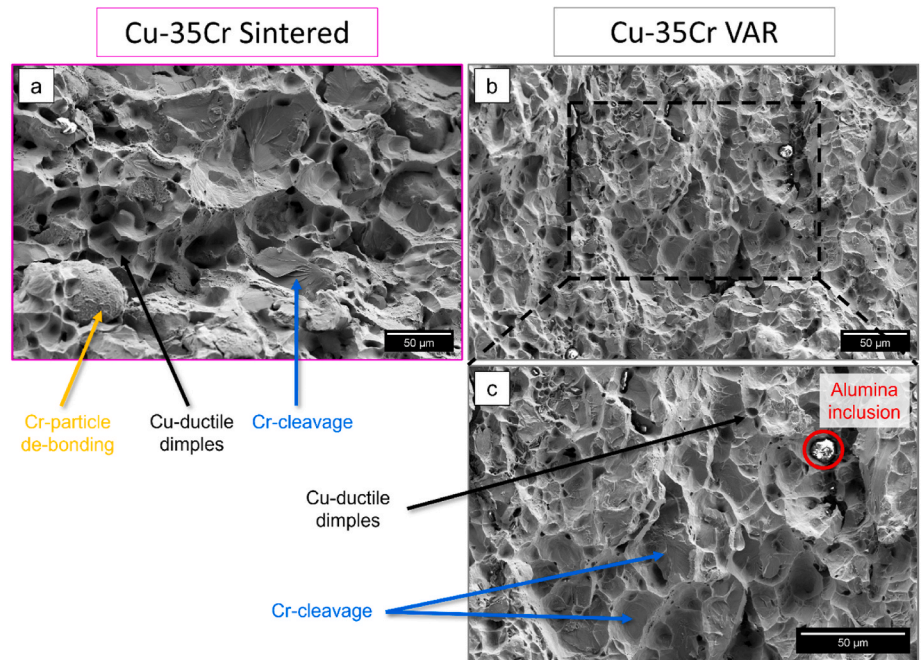 Cu-35Cr Sintered
Cu-35Cr VAR
a
50 µm
b
50 µm
Cr-particle
de-bonding
Cu-ductile
dimples
Cr-cleavage
c
Alumina
inclusion
Cu-ductile
dimples
Cr-cleavage
50 µm